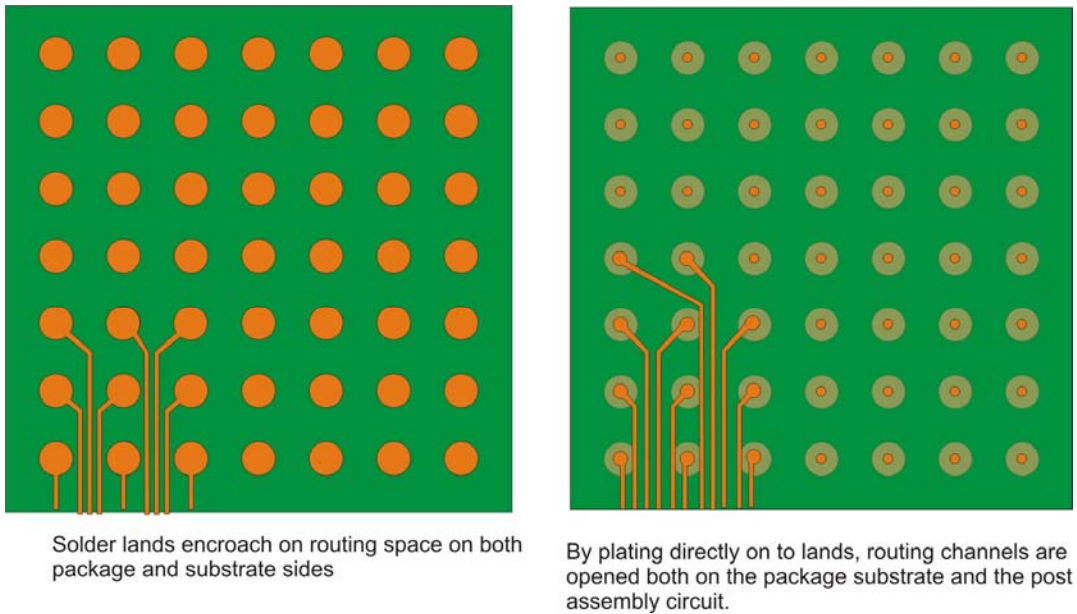 Solder lands encroach on routing space on both
package and substrate sides
By plating directly on to lands, routing channels are
opened both on the package substrate and the post
assembly circuit.